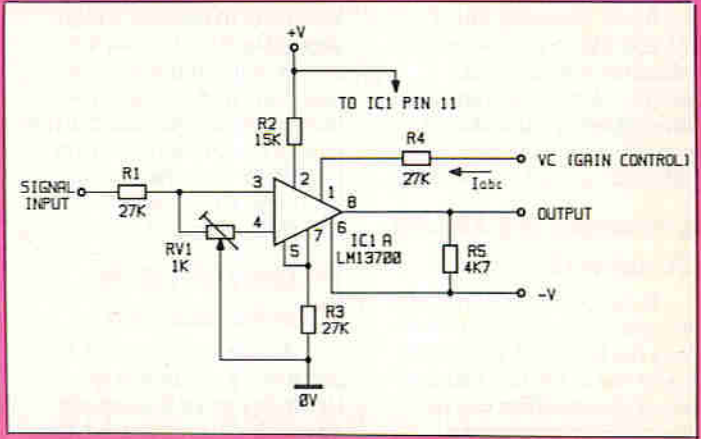 +V
TO IC1 PIN 11
R2
15K
R4
27K
VC (GAIN CONTROL)
Iabc
SIGNAL
INPUT
R1
27K
3
2
1
8
OUTPUT
4
5
7
6
IC1A
LM13700
RV1
1K
R5
4K7
R3
27K
-V
0V